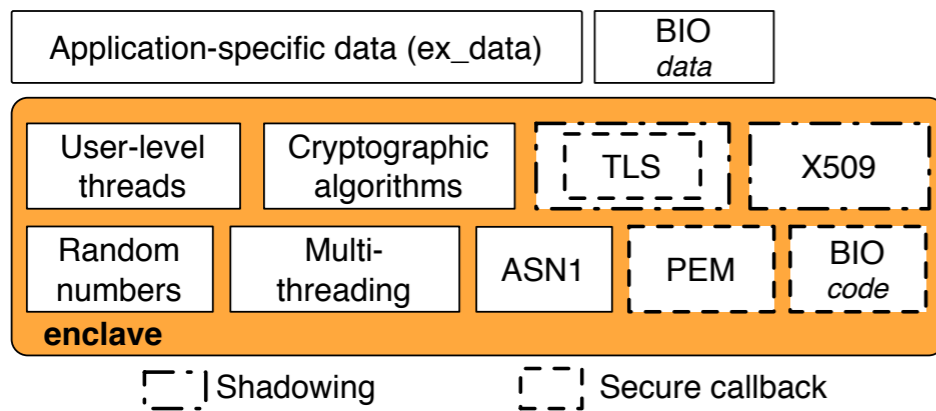 Application-specific data (ex_data)
BIO
data
User-level
threads
Cryptographic
algorithms
TLS
X509
Random
numbers
Multi-
threading
ASN1
PEM
BIO
code
enclave
Shadowing
Secure callback